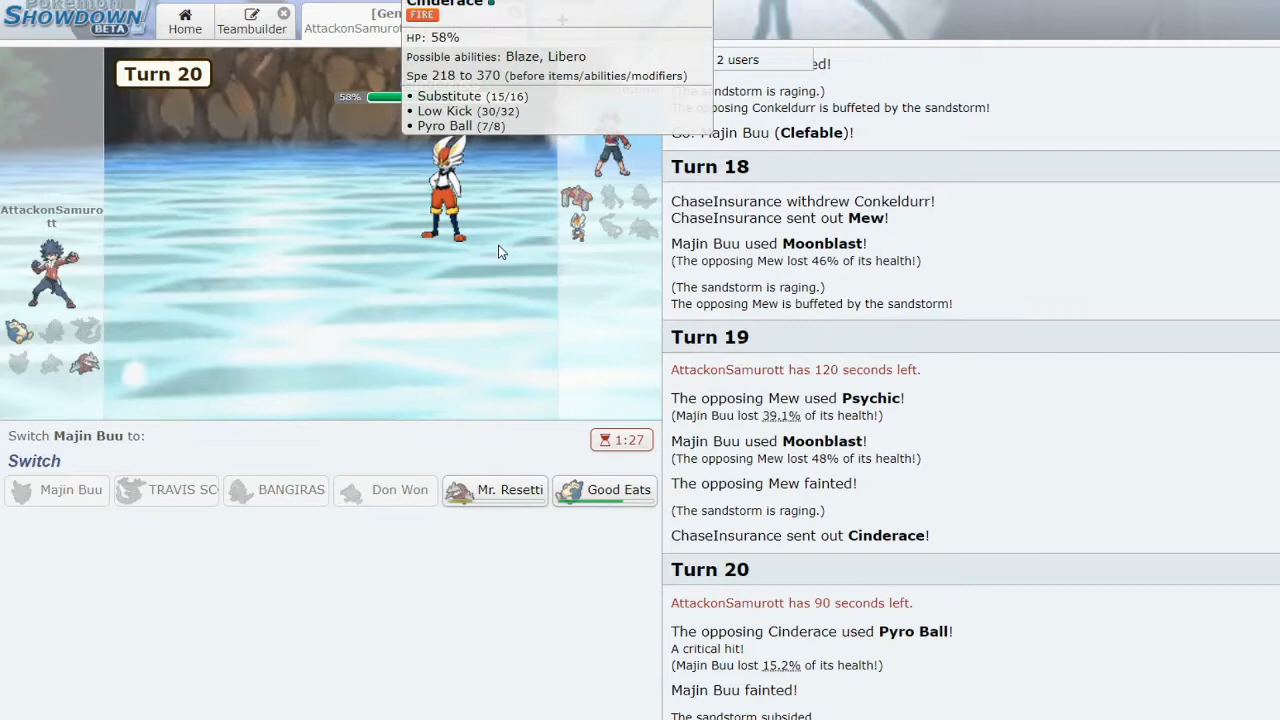 Pokémon
SHOWDOWN
BETA
Home
Teambuilder
[Gen
AttackonSamurott
Cinderace
FIRE
HP: 58%
Possible abilities: Blaze, Libero
Spe 218 to 370 (before items/abilities/modifiers)
• Substitute (15/16)
• Low Kick (30/32)
• Pyro Ball (7/8)
Turn 20
58%
AttackonSamuro
tt
Switch Majin Buu to:
1:27
Switch
Majin Buu
TRAVIS SC
BANGIRAS
Don Won
Mr. Resetti
Good Eats
2 users
(The sandstorm is raging.)
The opposing Conkeldurr is buffeted by the sandstorm!
Go! Majin Buu (Clefable)!
Turn 18
ChaseInsurance withdrew Conkeldurr!
ChaseInsurance sent out Mew!
Majin Buu used Moonblast!
(The opposing Mew lost 46% of its health!)
(The sandstorm is raging.)
The opposing Mew is buffeted by the sandstorm!
Turn 19
AttackonSamurott has 120 seconds left.
The opposing Mew used Psychic!
(Majin Buu lost 39.1% of its health!)
Majin Buu used Moonblast!
(The opposing Mew lost 48% of its health!)
The opposing Mew fainted!
(The sandstorm is raging.)
ChaseInsurance sent out Cinderace!
Turn 20
AttackonSamurott has 90 seconds left.
The opposing Cinderace used Pyro Ball!
A critical hit!
(Majin Buu lost 15.2% of its health!)
Majin Buu fainted!
The sandstorm subsided.